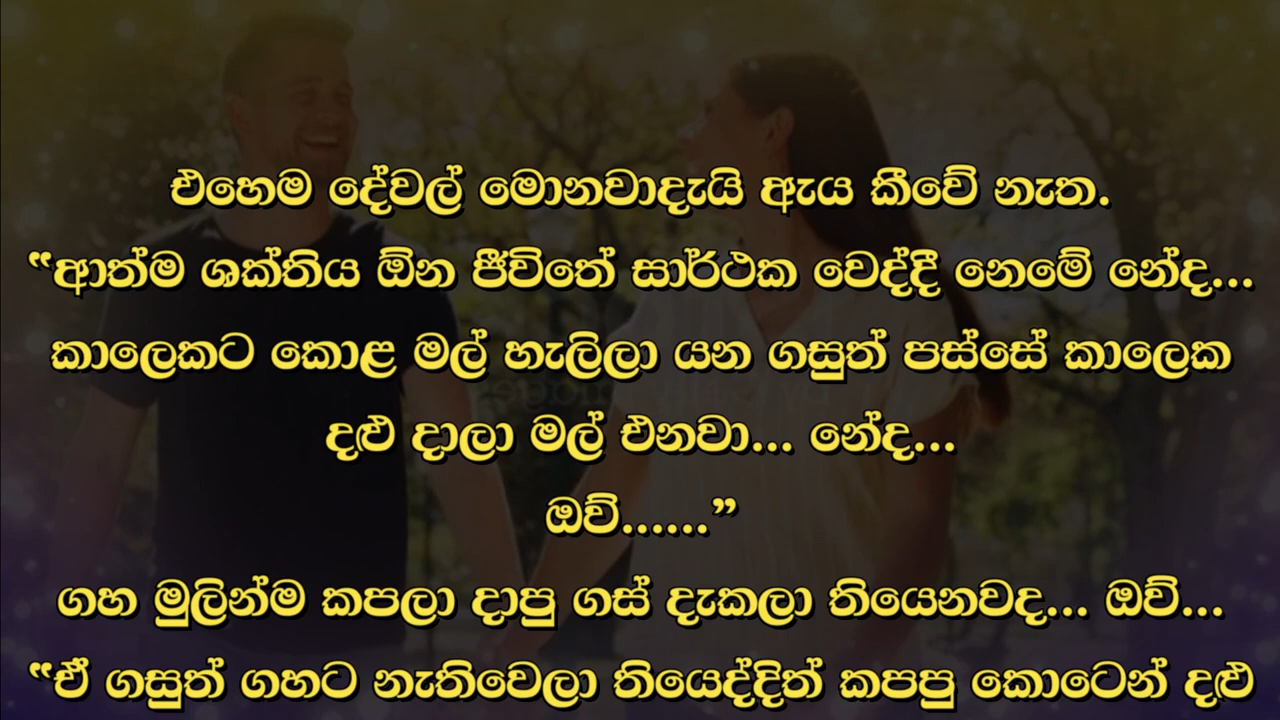 එහෙම දේවල් මොනවාදැයි ඇය කීවේ නැත.
“ආත්ම ශක්තිය ඕන ජීවිතේ සාර්ථක වෙද්දී නෙමේ නේද...
කාලෙකට කොළ මල් හැලිලා යන ගසුත් පස්සේ කාලෙක
දළු දාලා මල් එනවා... නේද...
ඔව්......”
ගහ මුලින්ම කපලා දාපු ගස් දැකලා තියෙනවද... ඔව්...
“ඒ ගසුත් ගහට නැතිවෙලා තියෙද්දිත් කපපු කොටෙන් දළු